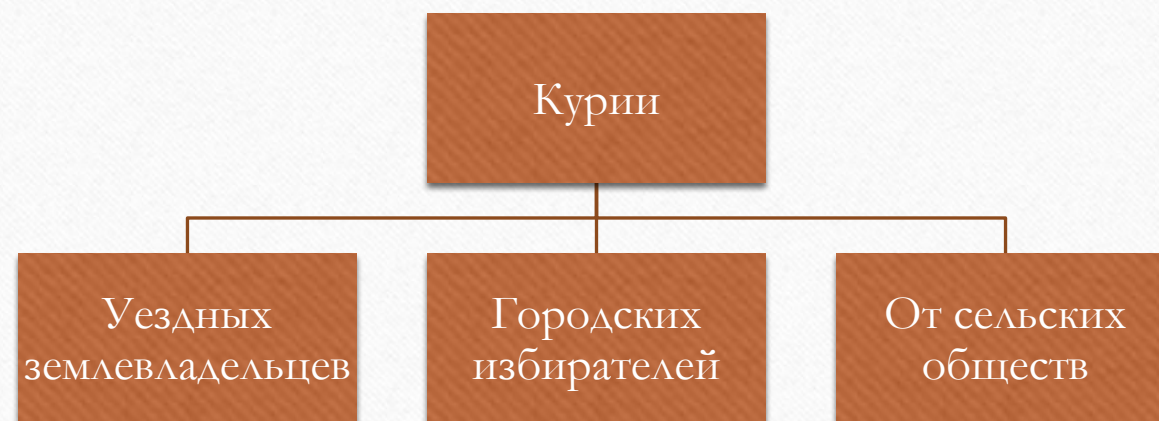 Курии
Уездных
землевладельцев
Городских
избирателей
От сельских
обществ